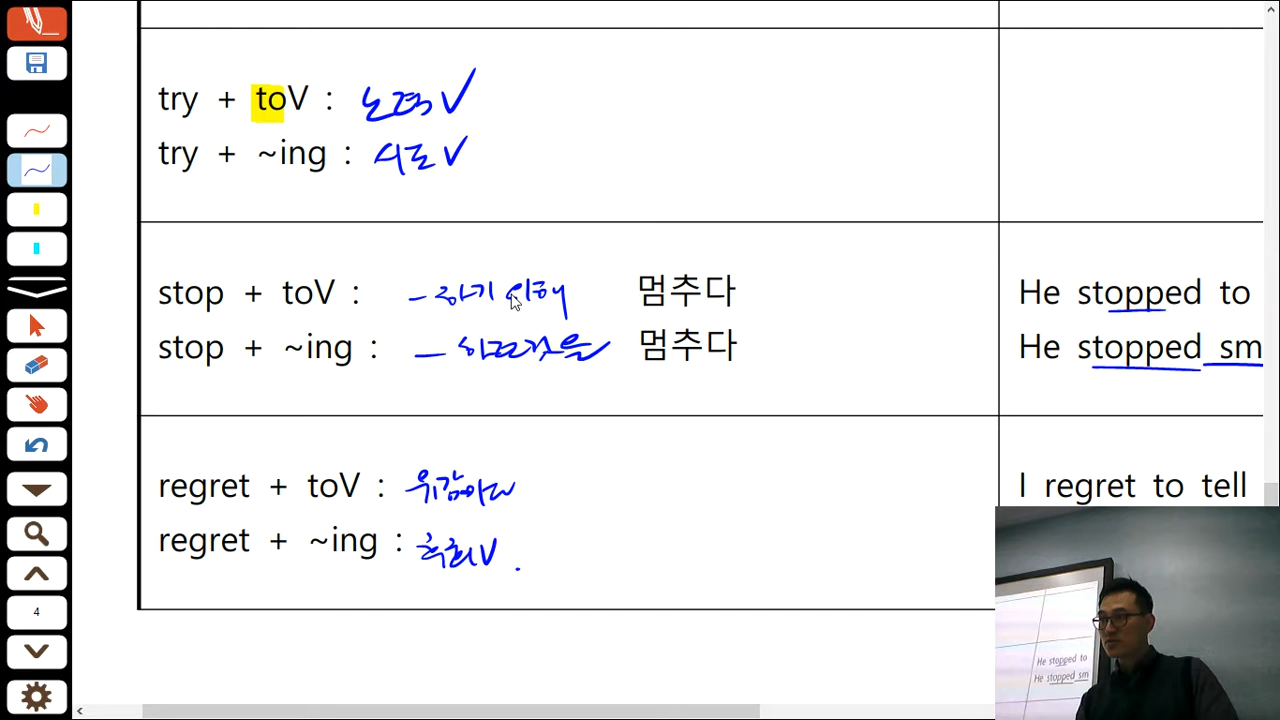 try + toV : 노력V
try + ~ing : 시도V
stop + toV : - 하기 위해 멈추다
He stopped to
stop + ~ing : - 하는것을 멈추다
He stopped sm
regret + toV : 유감이다
I regret to tell
regret + ~ing : 후회V .
4
He stopped to
He stopped sm